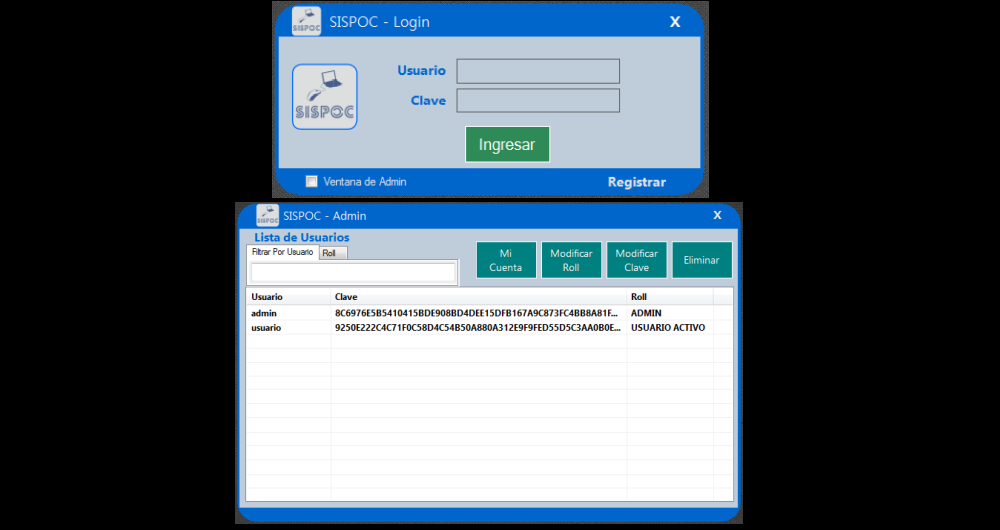 SISPOC
SISPOC - Login
X
Usuario
SISPOC
Clave
Ingresar
Ventana de Admin
Registrar
SISPOC
SISPOC - Admin
X
Lista de Usuarios
Filtrar Por Usuario Roll
Mi Cuenta
Modificar Roll
Modificar Clave
Eliminar
Usuario Clave Roll
admin 8C6976E5B5410415BDE908BD4DEE15DFB167A9C873FC4BB8A81F... ADMIN
usuario 9250E222C4C71F0C58D4C54B50A880A312E9F9FED55D5C3AA0B0E... USUARIO ACTIVO